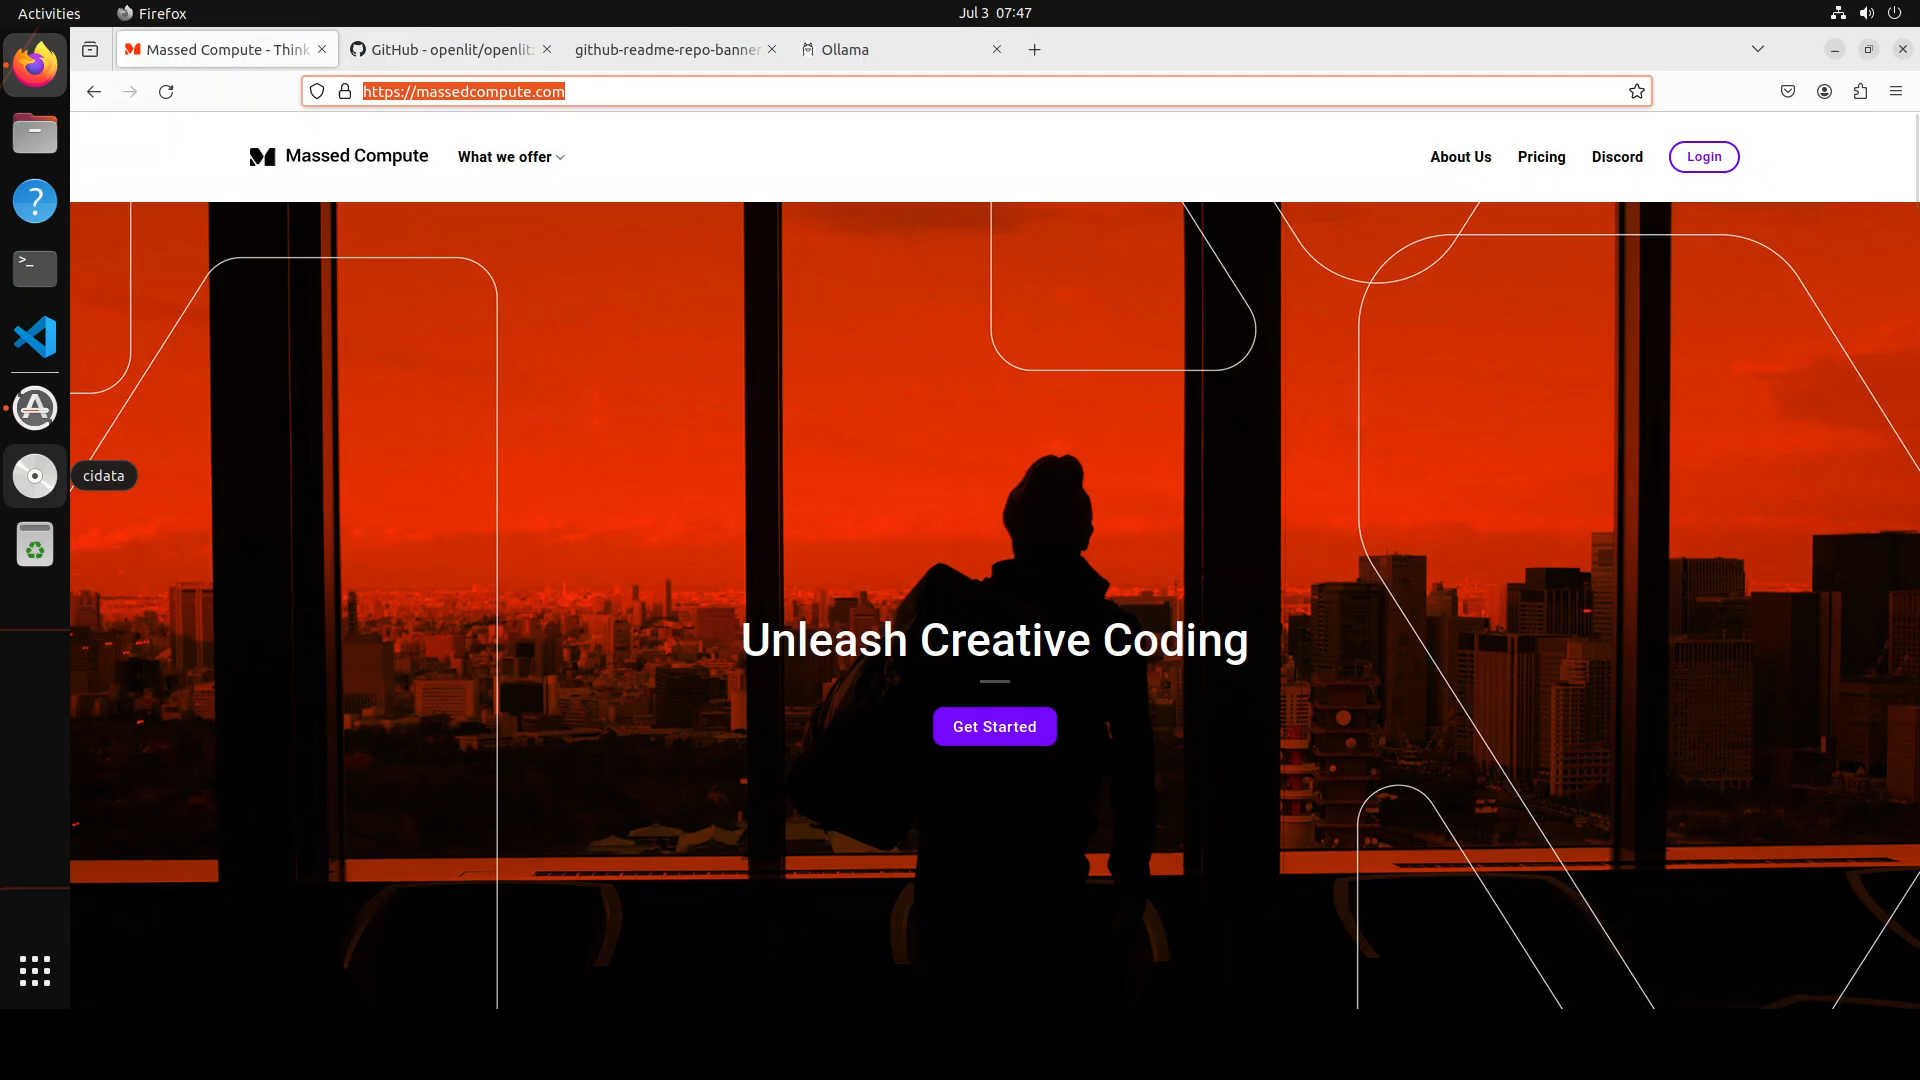 Activities
Firefox
Jul 3 07:47
Massed Compute - Think
GitHub - openlit/openlit:
github-readme-repo-banner
Ollama
https://massedcompute.com
Massed Compute
What we offer
About Us
Pricing
Discord
Login
cidata
Unleash Creative Coding
Get Started